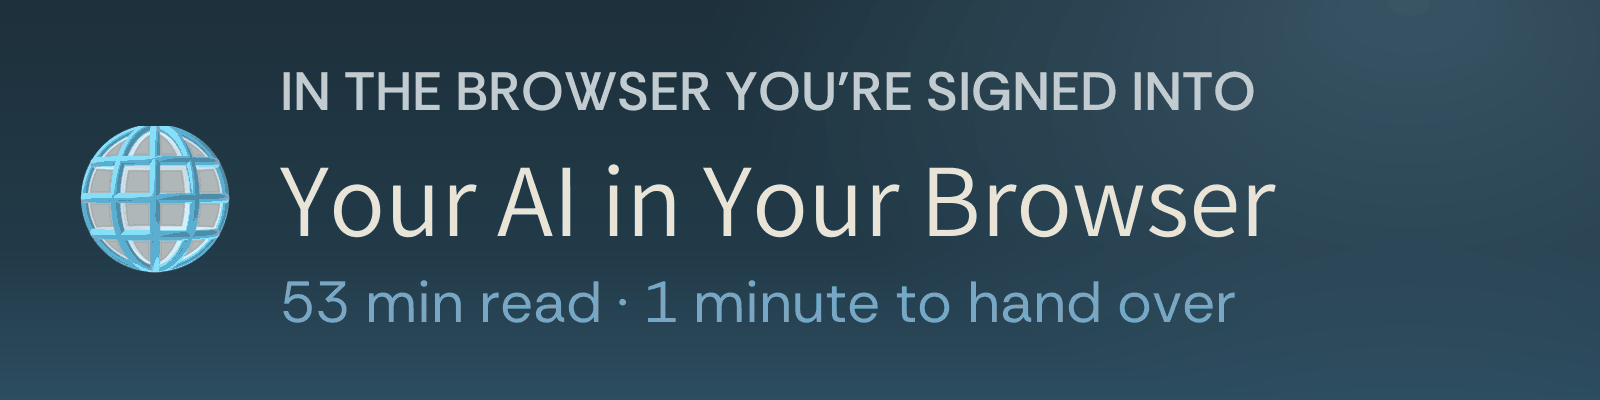 IN THE BROWSER YOU’RE SIGNED INTO
Your AI in Your Browser
53 min read · 1 minute to hand over